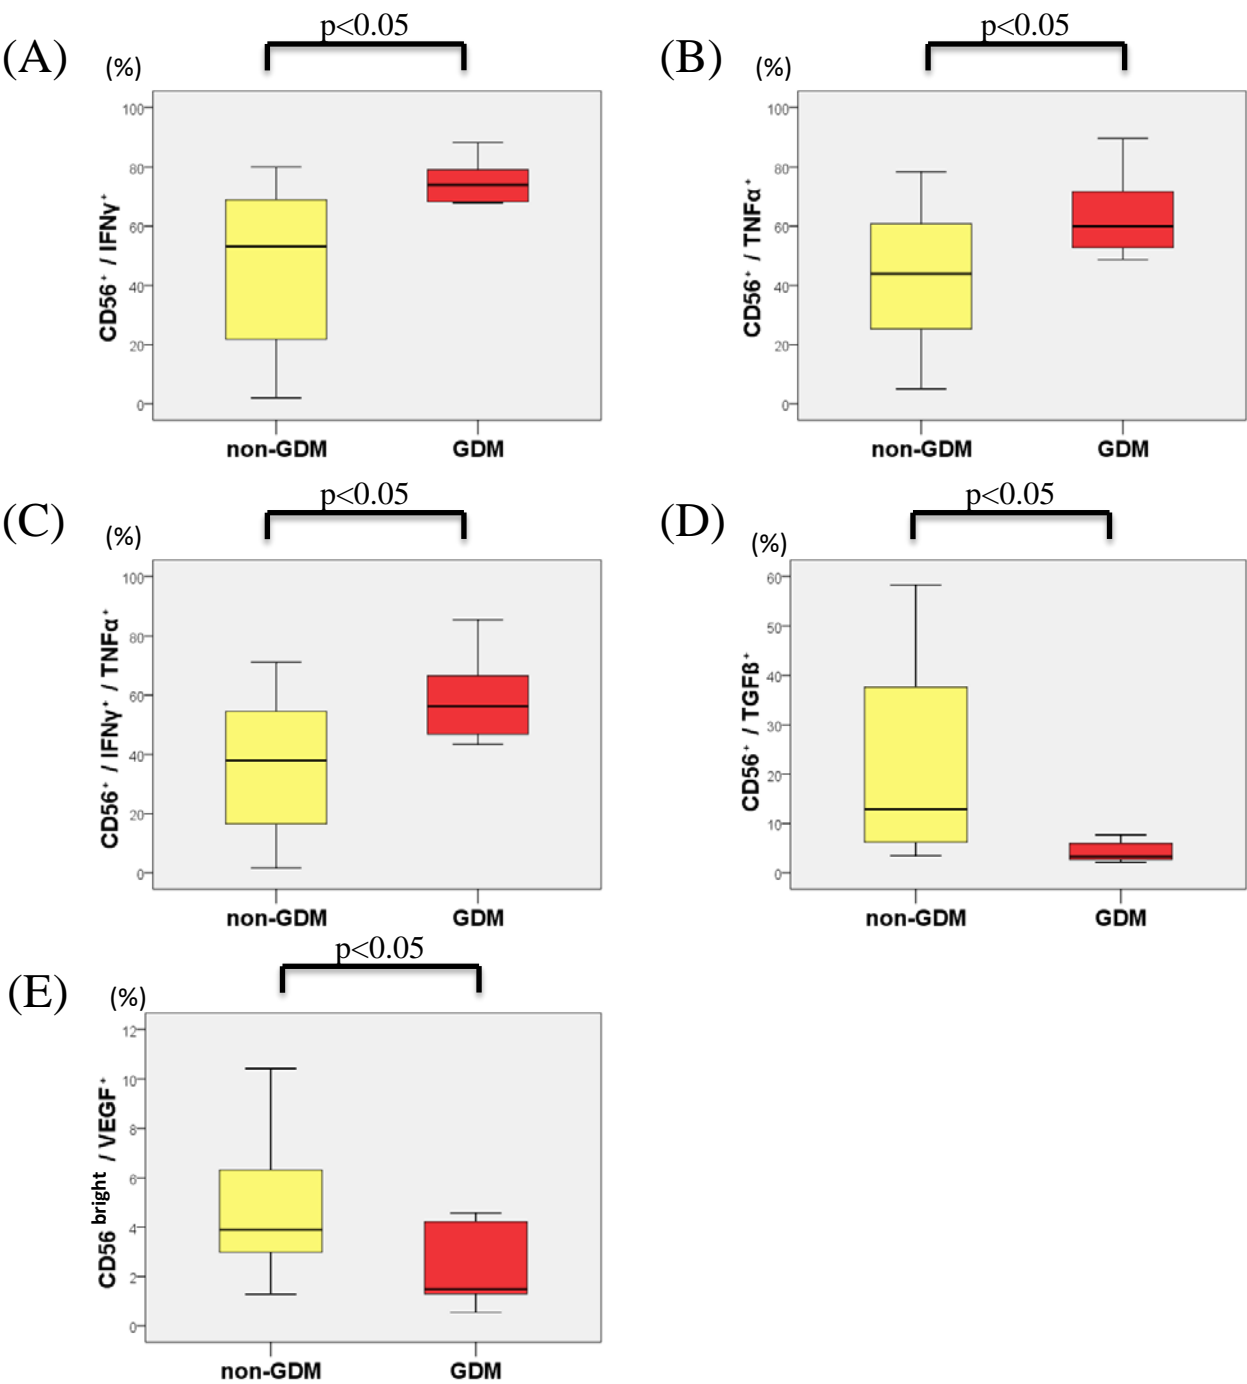 p<0.05
(A)
(%)
100
80
60
40
20
0
CD56⁺ / IFNγ⁺
non-GDM GDM
p<0.05
(B)
(%)
100
80
60
40
20
0
CD56⁺ / TNFα⁺
non-GDM GDM
p<0.05
(C)
(%)
100
80
60
40
20
0
CD56⁺ / IFNγ⁺ / TNFα⁺
non-GDM GDM
p<0.05
(D)
(%)
60
50
40
30
20
10
0
CD56⁺ / TGFß⁺
non-GDM GDM
p<0.05
(E)
(%)
12
10
8
6
4
2
0
CD56 bright / VEGF⁺
non-GDM GDM